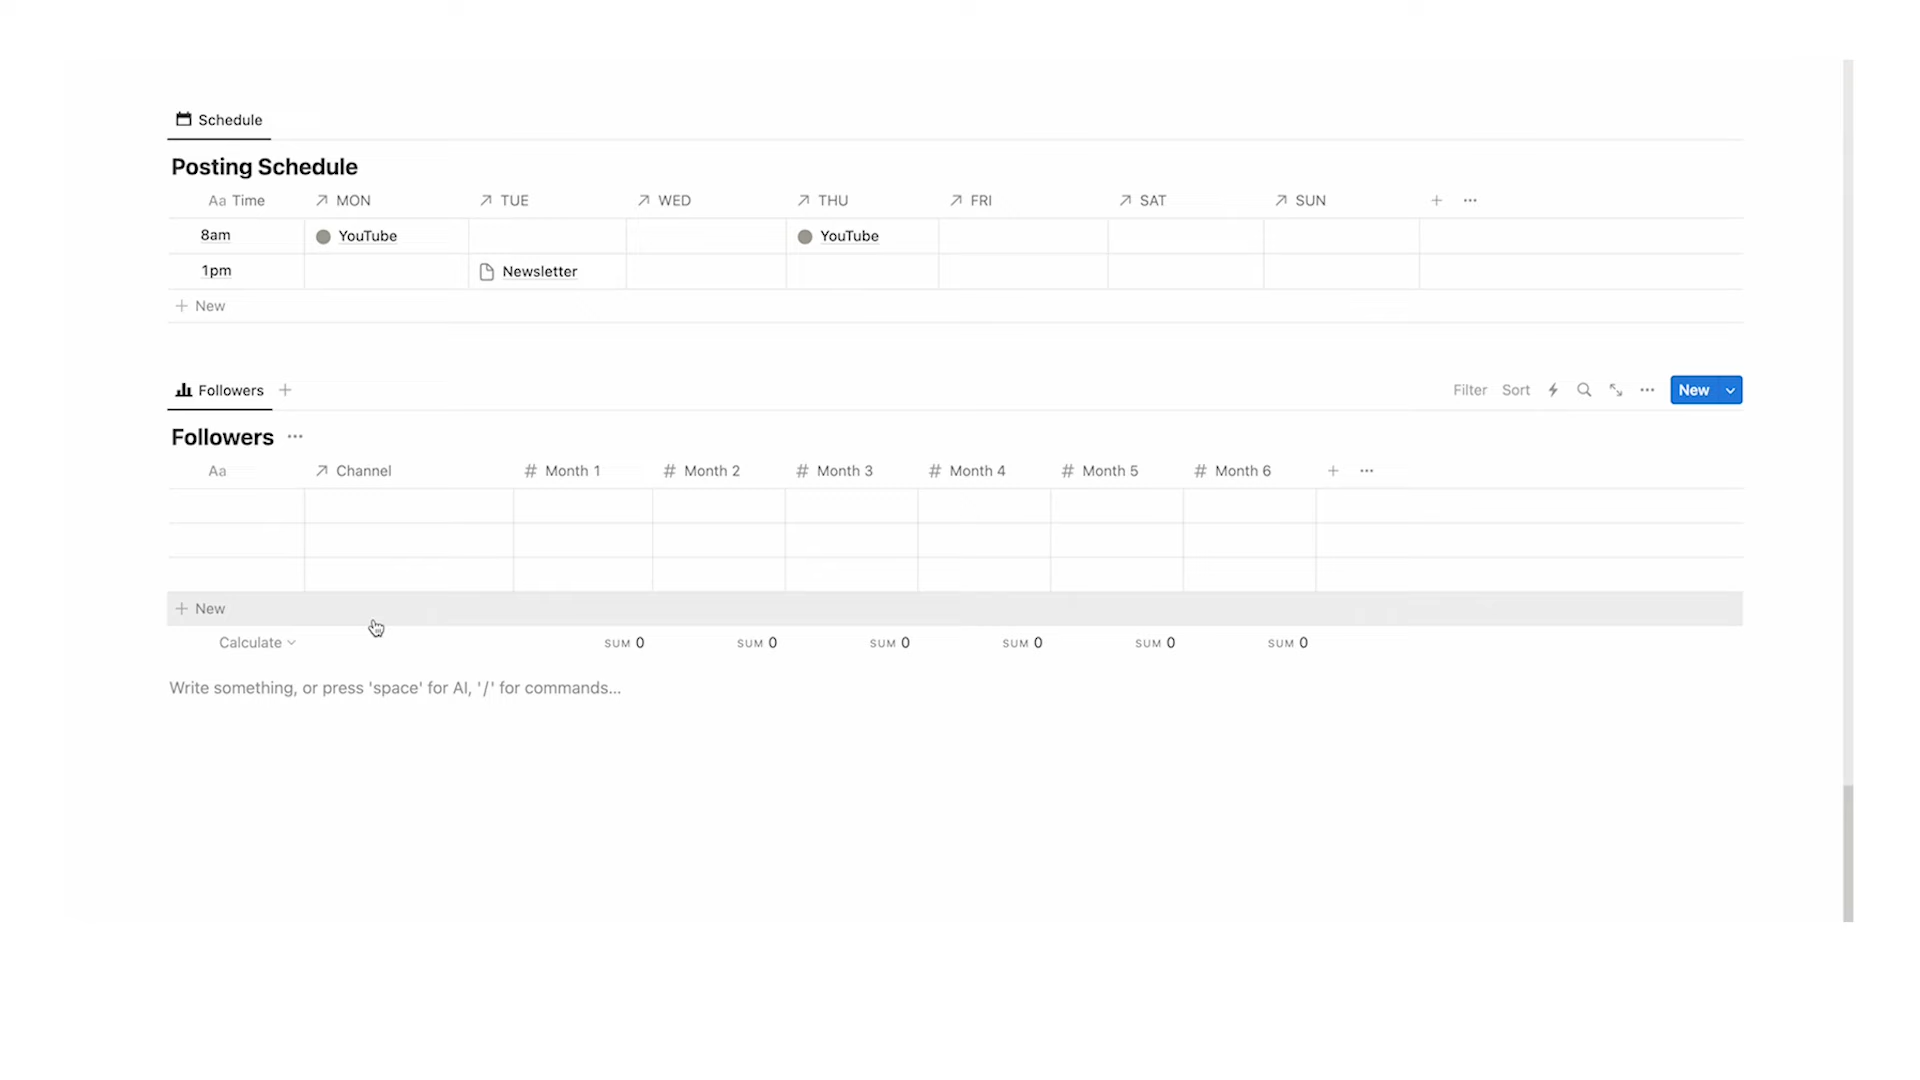 Schedule
Posting Schedule
Aa Time MON TUE WED THU FRI SAT SUN + ...
8am YouTube YouTube
1pm Newsletter
+ New
Followers +
Filter Sort ... New
Followers ...
Aa Channel # Month 1 # Month 2 # Month 3 # Month 4 # Month 5 # Month 6 + ...
+ New
Calculate SUM 0 SUM 0 SUM 0 SUM 0 SUM 0 SUM 0
Write something, or press 'space' for AI, '/' for commands...